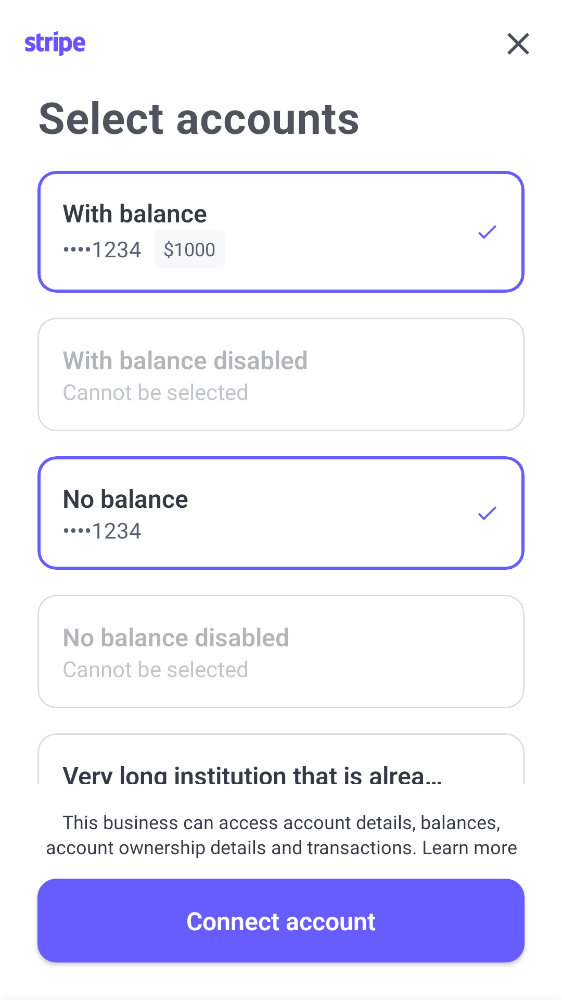 stripe
Select accounts
With balance
••••1234 $1000
With balance disabled
Cannot be selected
No balance
••••1234
No balance disabled
Cannot be selected
Very long institution that is alrea…
This business can access account details, balances,
account ownership details and transactions. Learn more
Connect account